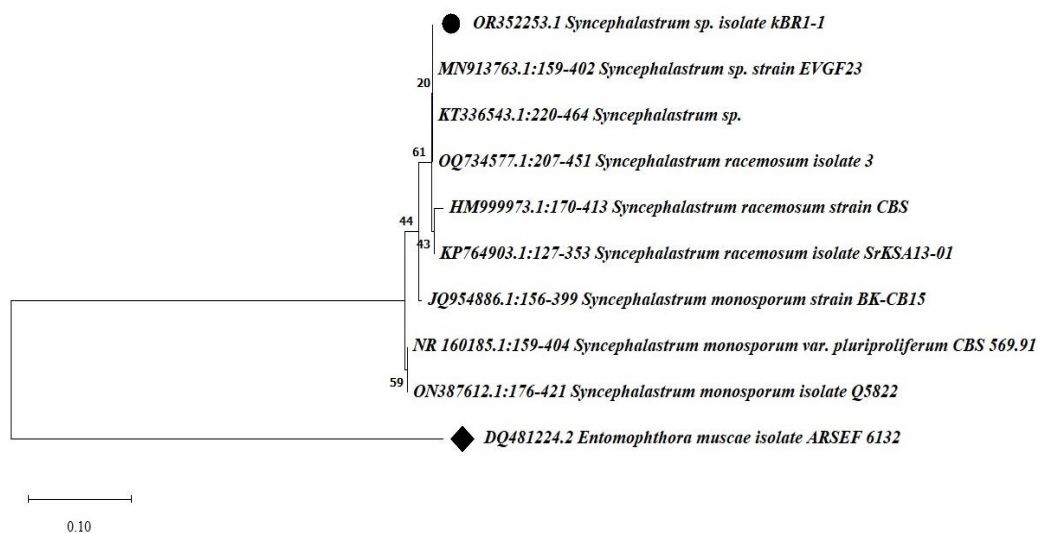 OR352253.1 Syncephalastrum sp. isolate kBR1-1
MN913763.1:159-402 Syncephalastrum sp. strain EVGF23
20
KT336543.1:220-464 Syncephalastrum sp.
61
OQ734577.1:207-451 Syncephalastrum racemosum isolate 3
HM999973.1:170-413 Syncephalastrum racemosum strain CBS
44
43
KP764903.1:127-353 Syncephalastrum racemosum isolate SrKSA13-01
JQ954886.1:156-399 Syncephalastrum monosporum strain BK-CB15
NR 160185.1:159-404 Syncephalastrum monosporum var. pluriproliferum CBS 569.91
59
ON387612.1:176-421 Syncephalastrum monosporum isolate Q5822
DQ481224.2 Entomophthora muscae isolate ARSEF 6132
0.10